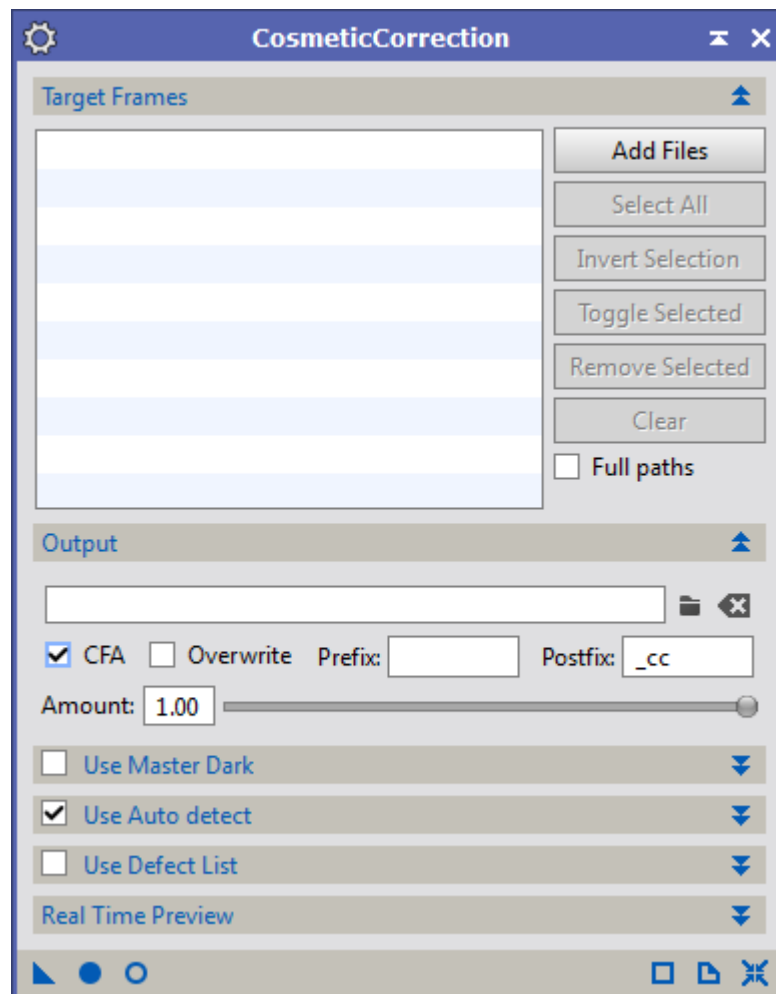 CosmeticCorrection
Target Frames
Add Files
Select All
Invert Selection
Toggle Selected
Remove Selected
Clear
Full paths
Output
CFA Overwrite Prefix: Postfix: _cc
Amount: 1.00
Use Master Dark
Use Auto detect
Use Defect List
Real Time Preview